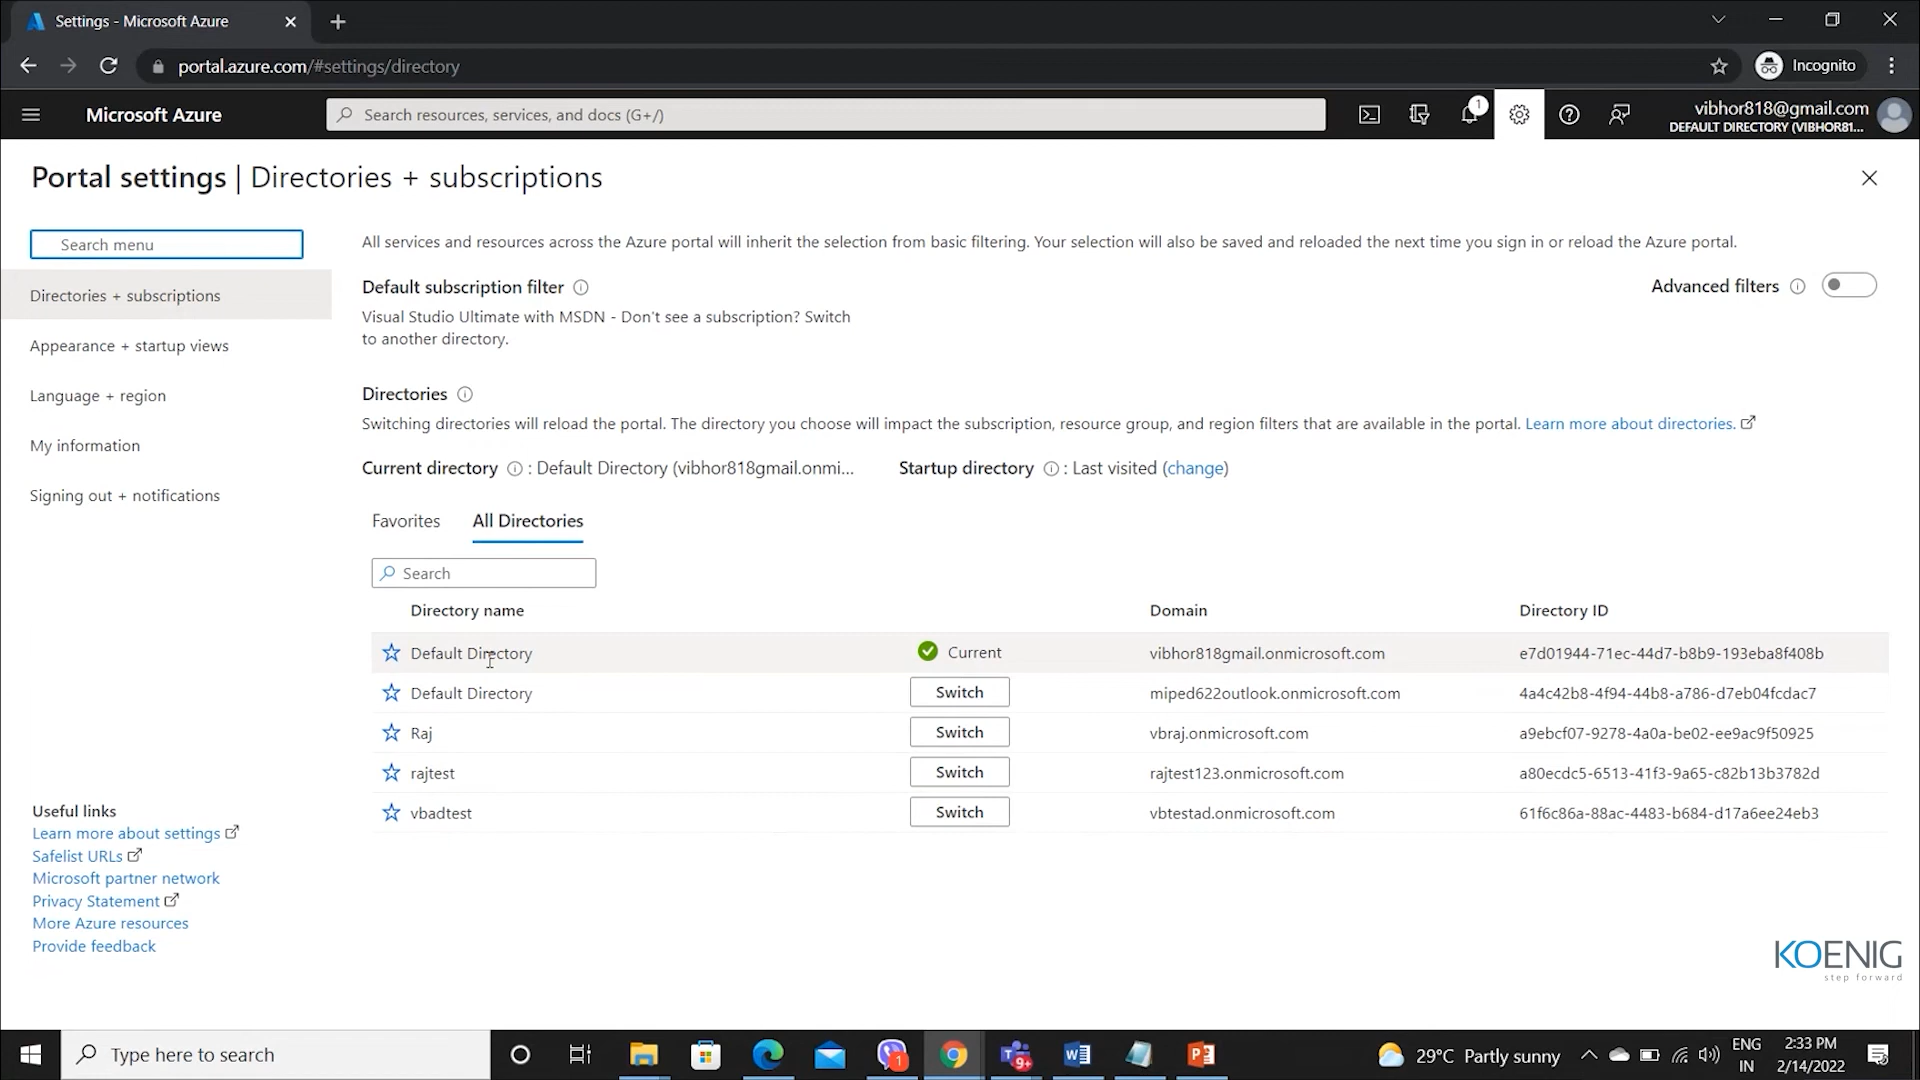 Settings - Microsoft Azure
portal.azure.com/#settings/directory
Incognito
Microsoft Azure
Search resources, services, and docs (G+/)
1
vibhor818@gmail.com
DEFAULT DIRECTORY (VIBHOR81...
Portal settings | Directories + subscriptions
Search menu
Directories + subscriptions
Appearance + startup views
Language + region
My information
Signing out + notifications
Useful links
Learn more about settings
Safelist URLs
Microsoft partner network
Privacy Statement
More Azure resources
Provide feedback
All services and resources across the Azure portal will inherit the selection from basic filtering. Your selection will also be saved and reloaded the next time you sign in or reload the Azure portal.
Default subscription filter
Advanced filters
Visual Studio Ultimate with MSDN - Don't see a subscription? Switch
to another directory.
Directories
Switching directories will reload the portal. The directory you choose will impact the subscription, resource group, and region filters that are available in the portal. Learn more about directories.
Current directory : Default Directory (vibhor818gmail.onmi... Startup directory : Last visited (change)
Favorites All Directories
Search
Directory name Domain Directory ID
Default Directory Current vibhor818gmail.onmicrosoft.com e7d01944-71ec-44d7-b8b9-193eba8f408b
Default Directory Switch miped622outlook.onmicrosoft.com 4a4c42b8-4f94-44b8-a786-d7eb04fcdac7
Raj Switch vbraj.onmicrosoft.com a9ebcf07-9278-4a0a-be02-ee9ac9f50925
rajtest Switch rajtest123.onmicrosoft.com a80ecdc5-6513-41f3-9a65-c82b13b3782d
vbadtest Switch vbtestad.onmicrosoft.com 61f6c86a-88ac-4483-b684-d17a6ee24eb3
KOENIG
step forward
Type here to search
1
9+
29°C Partly sunny
ENG
IN
2:33 PM
2/14/2022